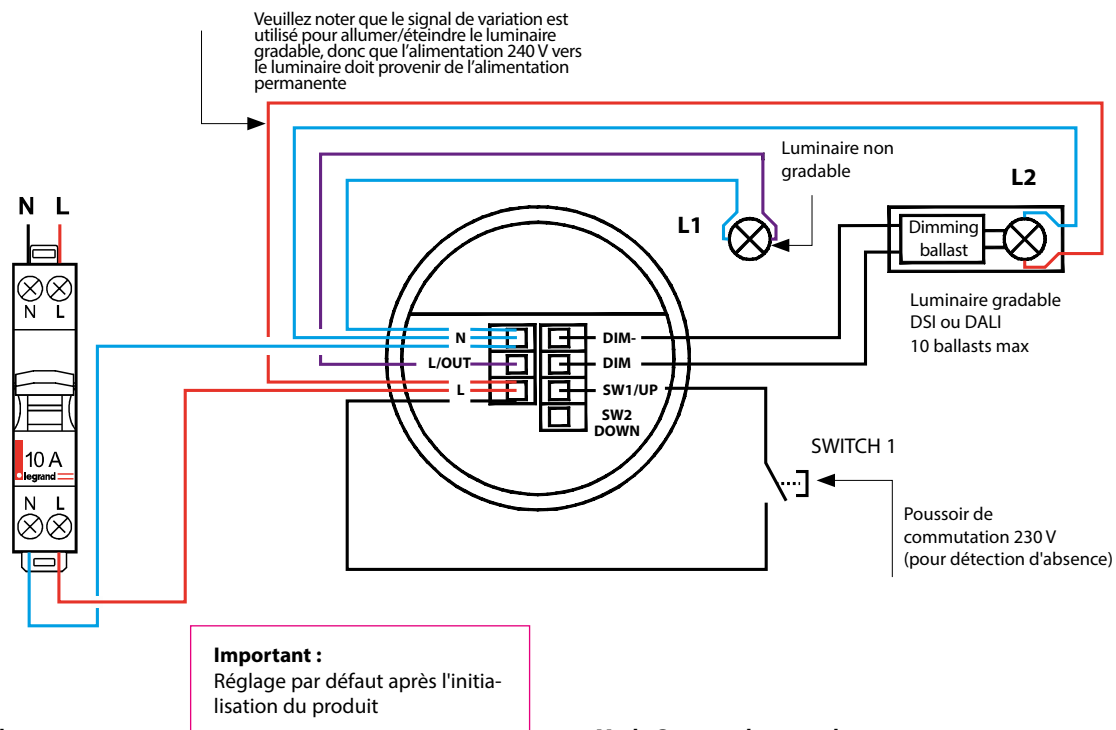 Veuillez noter que le signal de variation est
utilisé pour allumer/éteindre le luminaire
gradable, donc que l'alimentation 240 V vers
le luminaire doit provenir de l'alimentation
permanente
Luminaire non
gradable
L1
L2
N L
N L
Dimming
ballast
Luminaire gradable
DSI ou DALI
10 ballasts max
N
L/OUT
L
DIM-
DIM
SW1/UP
SW2
DOWN
10 A
legrand
N L
SWITCH 1
Poussoir de
commutation 230 V
(pour détection d'absence)
Important :
Réglage par défaut après l'initia-
lisation du produit